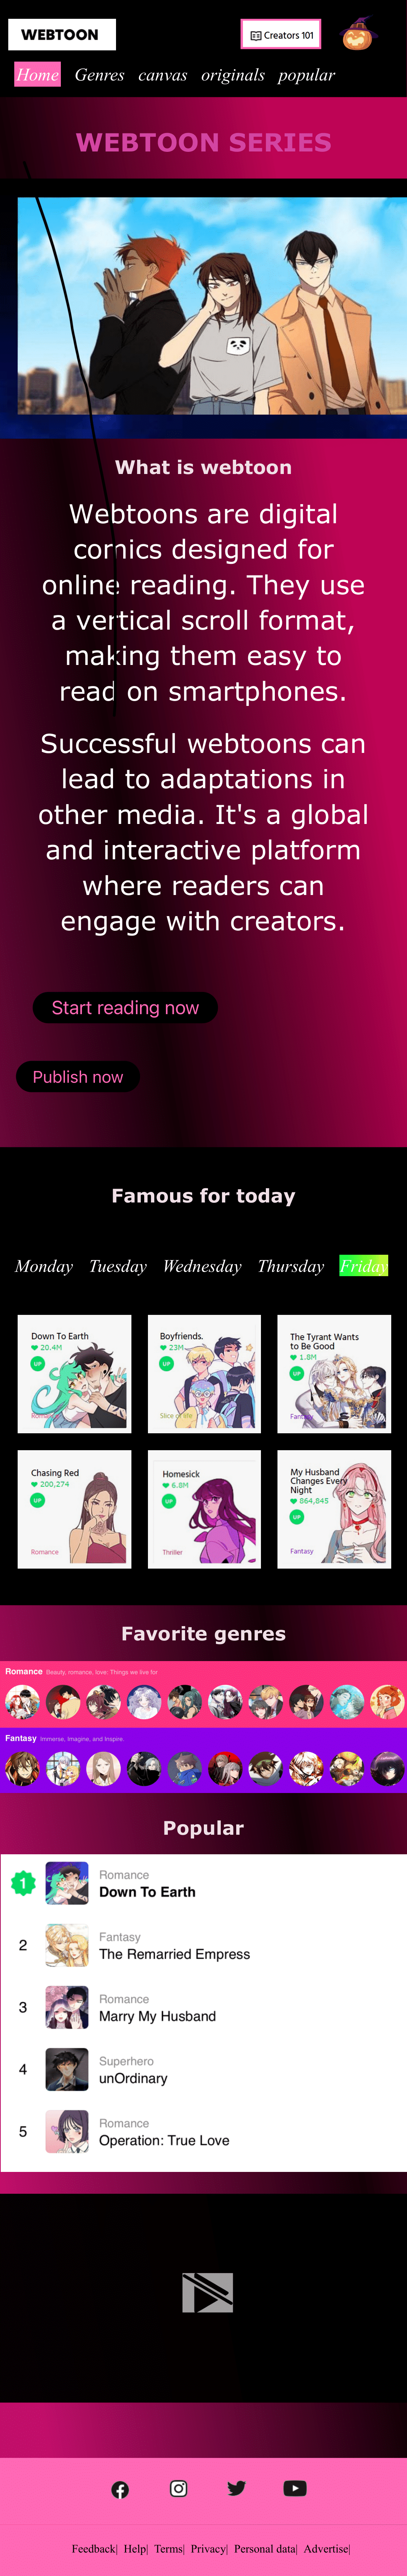 WEBTOON
Creators 101
Home Genres canvas originals popular
WEBTOON SERIES
What is webtoon
Webtoons are digital
comics designed for
online reading. They use
a vertical scroll format,
making them easy to
read on smartphones.
Successful webtoons can
lead to adaptations in
other media. It's a global
and interactive platform
where readers can
engage with creators.
Start reading now
Publish now
Famous for today
Monday Tuesday Wednesday Thursday Friday
Down To Earth
20.4M
UP
Romance
Boyfriends.
23M
UP
Slice of life
The Tyrant Wants
to Be Good
1.8M
UP
Fantasy
Chasing Red
200,274
UP
Romance
Homesick
6.8M
UP
Thriller
My Husband
Changes Every
Night
864,845
UP
Fantasy
Favorite genres
Romance Beauty, romance, love: Things we live for
Fantasy Immerse, Imagine, and Inspire.
Popular
1
Romance
Down To Earth
2
Fantasy
The Remarried Empress
3
Romance
Marry My Husband
4
Superhero
unOrdinary
5
Romance
Operation: True Love
Feedback| Help| Terms| Privacy| Personal data| Advertise|